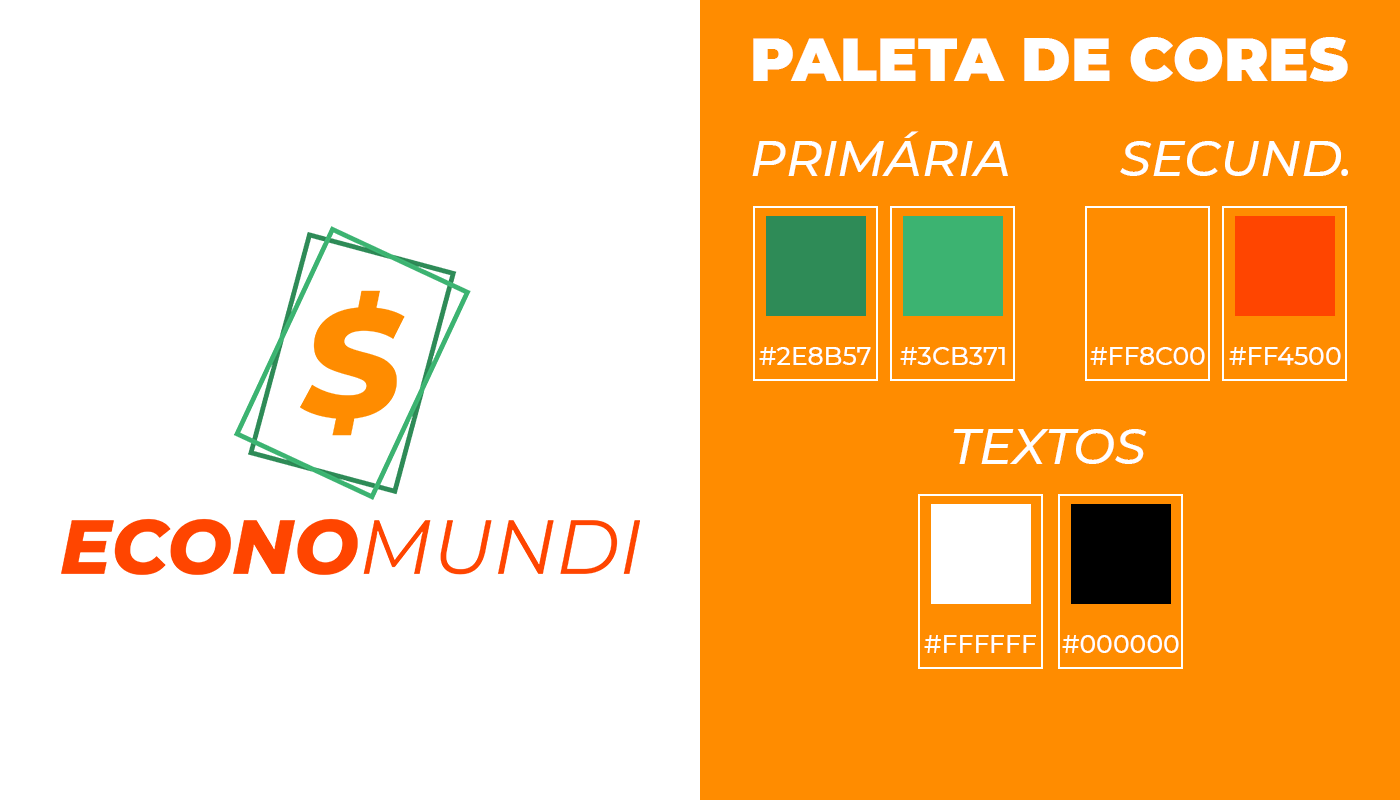 $
ECONOMUNDI
PALETA DE CORES
PRIMÁRIA SECUND.
#2E8B57 #3CB371 #FF8C00 #FF4500
TEXTOS
#FFFFFF #000000